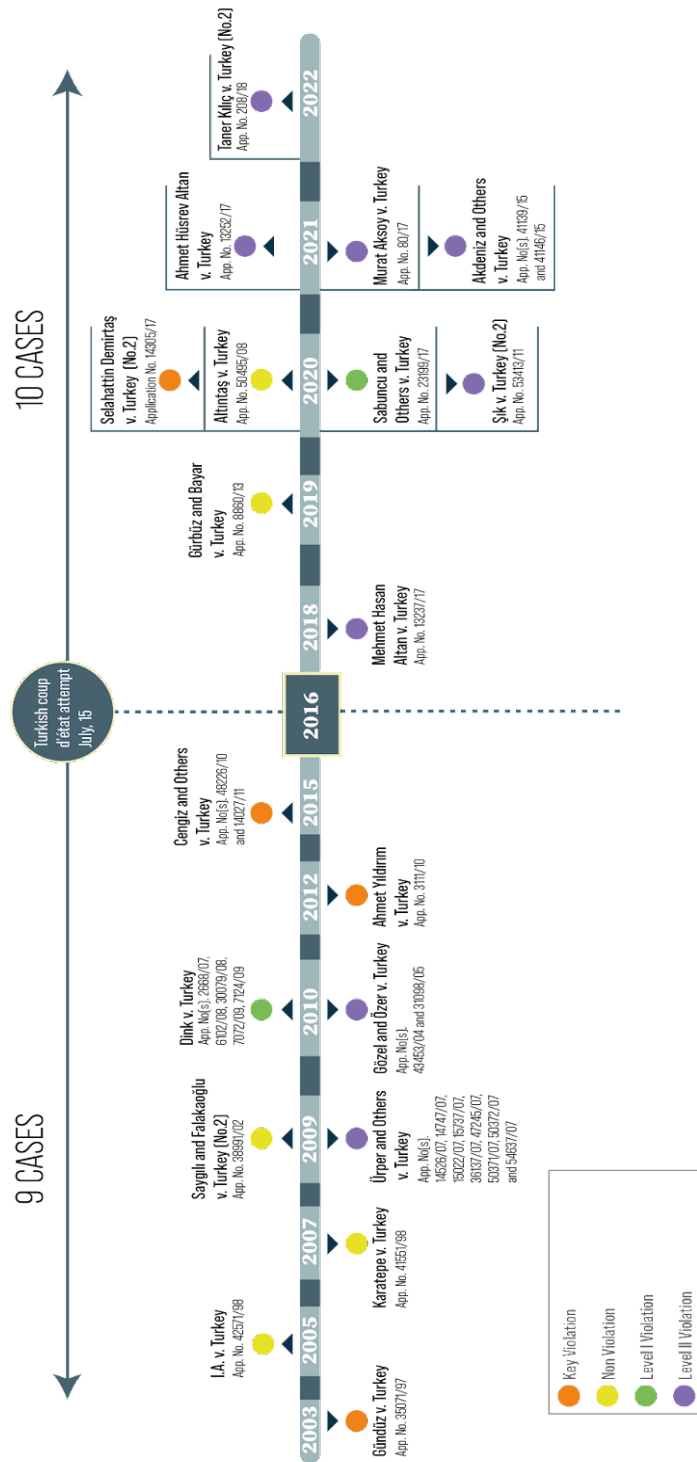 9 CASES
10 CASES
Turkish coup
d'état attempt
July, 15
I.A. v. Turkey
App. No. 42571/98
Saygılı and Falakaoğlu
v. Turkey (No.2)
App. No. 38991/02
Dink v. Turkey
App. No(s). 2668/07,
6102/08, 30079/08,
7072/09, 7124/09
Cengiz and Others
v. Turkey
App. No(s). 48226/10
and 14027/11
Gürbüz and Bayar
v. Turkey
App. No. 8860/13
Selahattin Demirtaş
v. Turkey (No.2)
Application No. 14305/17
Altıntaş v. Turkey
App. No. 50495/08
Ahmet Hüsrev Altan
v. Turkey
App. No. 13252/17
Taner Kılıç v. Turkey (No.2)
App. No. 208/18
2003
2005
2007
2009
2010
2012
2015
2016
2018
2019
2020
2021
2022
Gündüz v. Turkey
App. No. 35071/97
Karatepe v. Turkey
App. No. 41551/98
Ürper and Others
v. Turkey
App. No(s).
14526/07, 14747/07,
15022/07, 15737/07,
36137/07, 47245/07,
50371/07, 50372/07
and 54637/07
Gözel and Özer v. Turkey
App. No(s).
43453/04 and 31098/05
Ahmet Yıldırım
v. Turkey
App. No. 3111/10
Mehmet Hasan
Altan v. Turkey
App. No. 13237/17
Sabuncu and
Others v. Turkey
App. No. 23199/17
Şık v. Turkey (No.2)
App. No. 53413/11
Murat Aksoy v. Turkey
App. No. 80/17
Akdeniz and Others
v. Turkey
App. No(s). 41139/15
and 41146/15
Key Violation
Non Violation
Level I Violation
Level II Violation